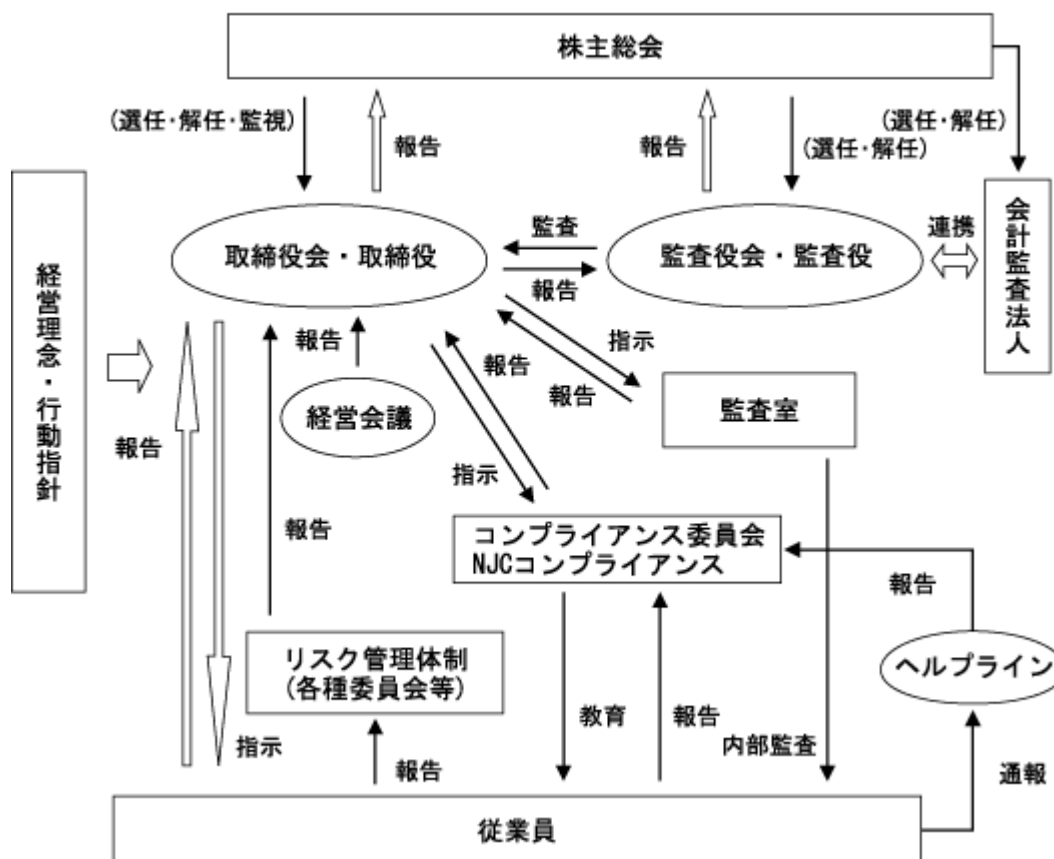 株主総会
(選任・解任・監視)
報告
報告
(選任・解任)
(選任・解任)
経営理念・行動指針
取締役会・取締役
監査
報告
監査役会・監査役
連携
会計監査法人
報告
報告
経営会議
報告
報告
指示
監査室
指示
報告
コンプライアンス委員会
NJCコンプライアンス
報告
ヘルプライン
リスク管理体制
(各種委員会等)
指示
報告
教育
報告
内部監査
通報
従業員